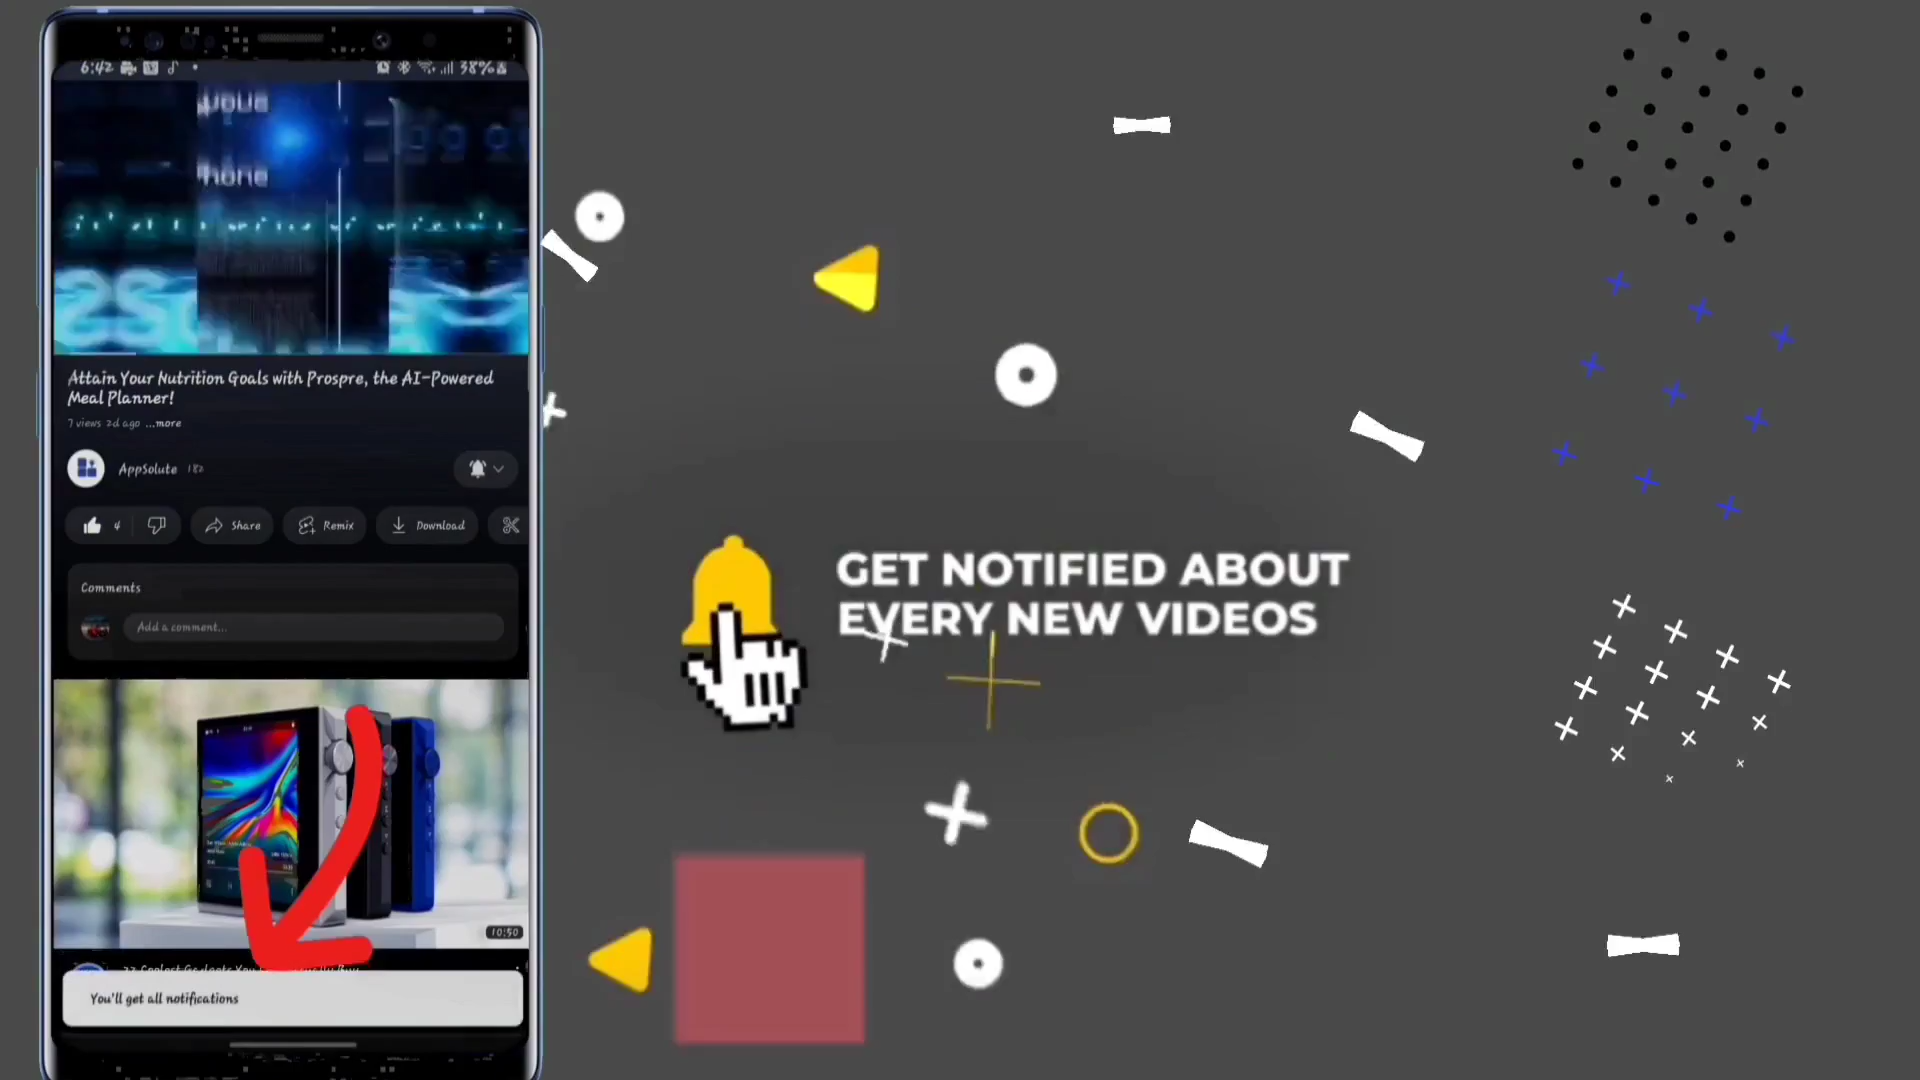 6:42
38%
Attain Your Nutrition Goals with Prospre, the AI-Powered
Meal Planner!
7 views 2d ago ...more
AppSolute 182
4
Share
Remix
Download
Comments
Add a comment...
10:50
You'll get all notifications
GET NOTIFIED ABOUT
EVERY NEW VIDEOS